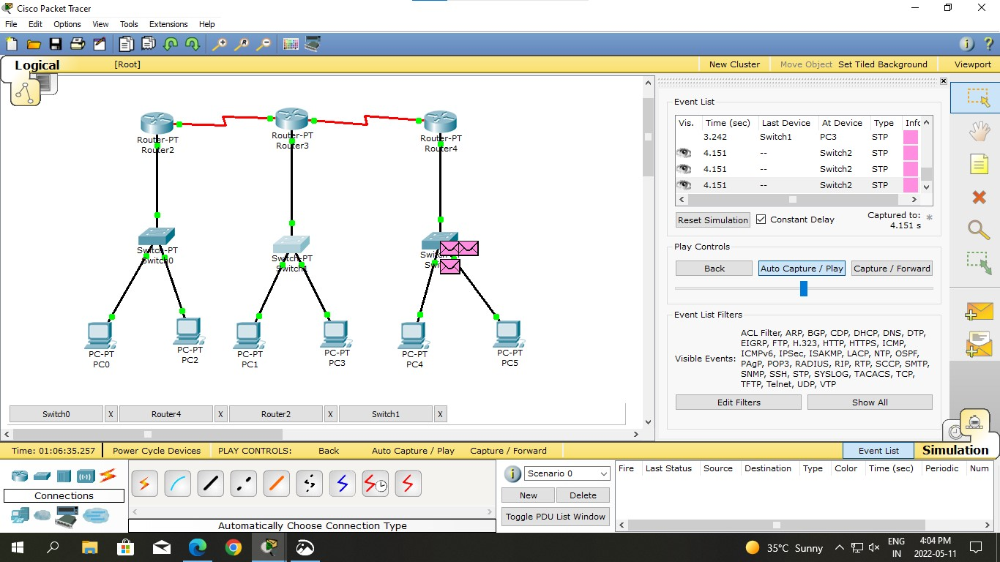 Cisco Packet Tracer
File Edit Options View Tools Extensions Help
Logical [Root] New Cluster Move Object Set Tiled Background Viewport
Router-PT
Router2
Router-PT
Router3
Router-PT
Router4
Switch-PT
Switch0
Switch-PT
Switch1
PC-PT
PC0
PC-PT
PC2
PC-PT
PC1
PC-PT
PC3
PC-PT
PC4
PC-PT
PC5
Switch0 X Router4 X Router2 X Switch1 X
Event List
Vis. Time (sec) Last Device At Device Type Info
3.242 Switch1 PC3 STP
4.151 -- Switch2 STP
4.151 -- Switch2 STP
4.151 -- Switch2 STP
Reset Simulation Constant Delay Captured to: *
4.151 s
Play Controls
Back Auto Capture / Play Capture / Forward
Event List Filters
Visible Events:
ACL Filter, ARP, BGP, CDP, DHCP, DNS, DTP,
EIGRP, FTP, H.323, HTTP, HTTPS, ICMP,
ICMPv6, IPSec, ISAKMP, LACP, NTP, OSPF,
PAgP, POP3, RADIUS, RIP, RTP, SCCP, SMTP,
SNMP, SSH, STP, SYSLOG, TACACS, TCP,
TFTP, Telnet, UDP, VTP
Edit Filters Show All
Time: 01:06:35.257 Power Cycle Devices PLAY CONTROLS: Back Auto Capture / Play Capture / Forward Event List Simulation
Connections
Automatically Choose Connection Type
Scenario 0
New Delete
Toggle PDU List Window
Fire Last Status Source Destination Type Color Time (sec) Periodic Num
35°C Sunny
ENG
IN
4:04 PM
2022-05-11